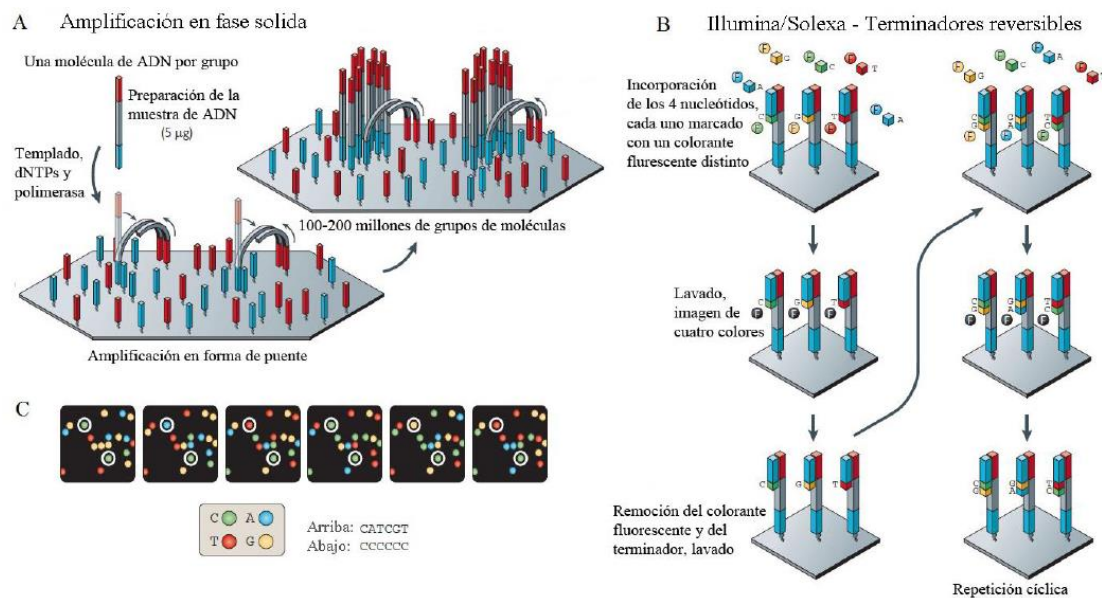 A Amplificación en fase solida
Una molécula de ADN por grupo
Preparación de la
muestra de ADN
(5 μg)
Templado,
dNTPs y
polimerasa
100-200 millones de grupos de moléculas
Amplificación en forma de puente
B Illumina/Solexa - Terminadores reversibles
F G F C F T
F A
Incorporación
de los 4 nucleótidos,
cada uno marcado
con un colorante
flurescente distinto
C G T
F F F
F G F C F A
F T
C G T
G A C
F F F
Lavado,
imagen de
cuatro colores
C G T
F F F
C G T
G A C
F F F
Remoción del colorante
fluorescente y del
terminador, lavado
C G T
C G T
G A C
Repetición cíclica
C
C A
T G
Arriba: CATCGT
Abajo: CCCCCC